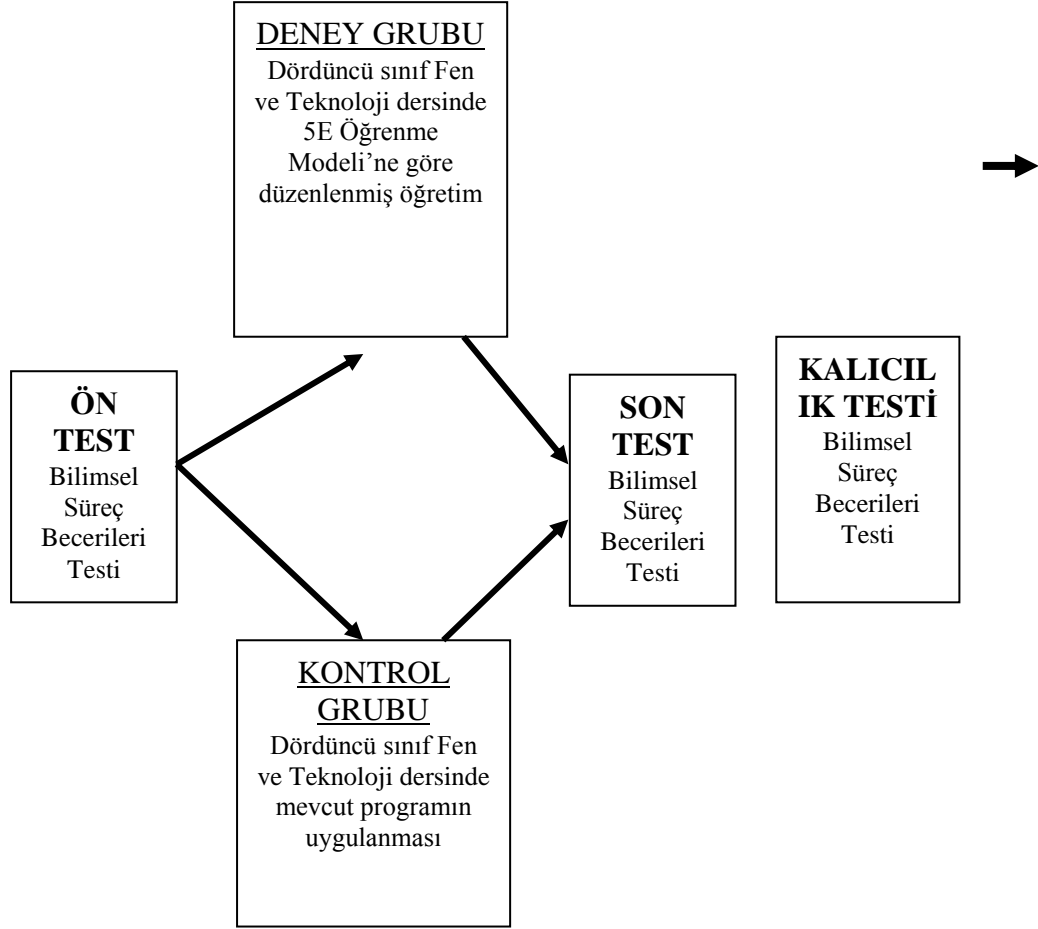 DENEY GRUBU
Dördüncü sınıf Fen
ve Teknoloji dersinde
5E Öğrenme
Modeli’ne göre
düzenlenmiş öğretim
ÖN
TEST
Bilimsel
Süreç
Becerileri
Testi
SON
TEST
Bilimsel
Süreç
Becerileri
Testi
KALICIL
IK TESTİ
Bilimsel
Süreç
Becerileri
Testi
KONTROL
GRUBU
Dördüncü sınıf Fen
ve Teknoloji dersinde
mevcut programın
uygulanması